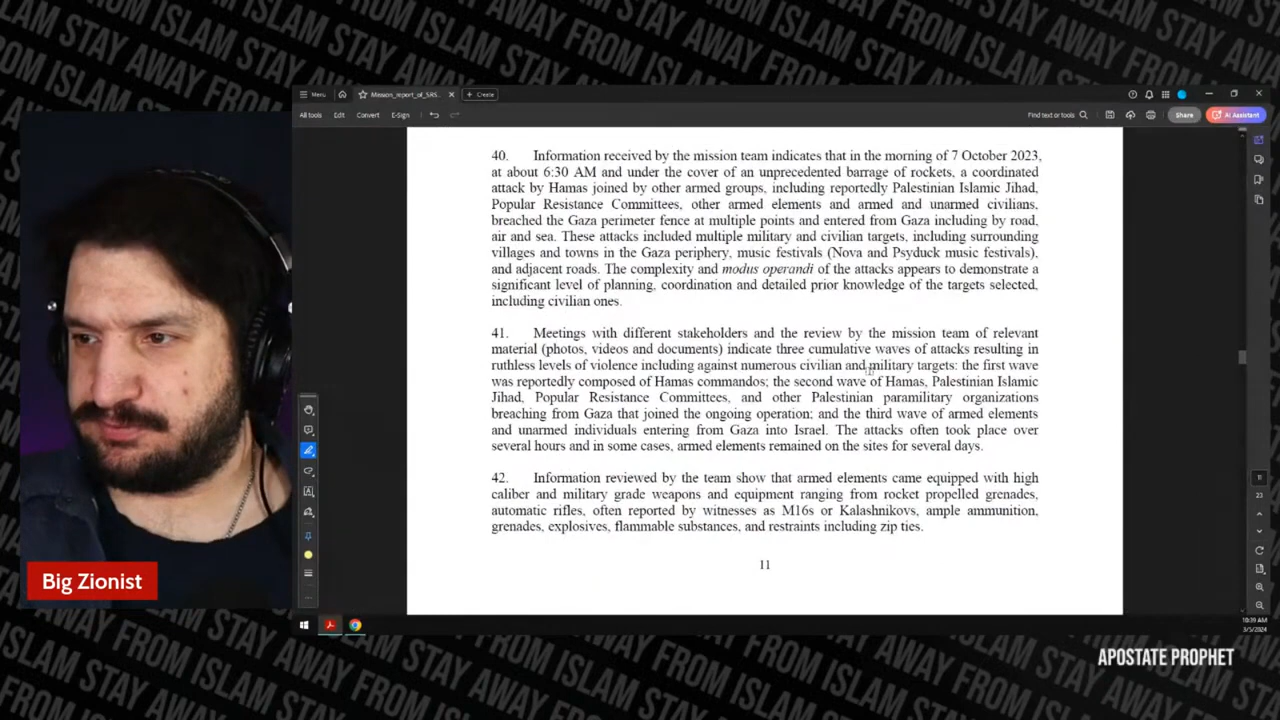 ISLAM STAY AWAY FROM ISLAM STAY AWAY FROM ISLAM
Menu
Mission_report_of_SRS...
+ Create
All tools
Edit
Convert
E-Sign
Find text or tools
Share
AI Assistant
40. Information received by the mission team indicates that in the morning of 7 October 2023,
at about 6:30 AM and under the cover of an unprecedented barrage of rockets, a coordinated
attack by Hamas joined by other armed groups, including reportedly Palestinian Islamic Jihad,
Popular Resistance Committees, other armed elements and armed and unarmed civilians,
breached the Gaza perimeter fence at multiple points and entered from Gaza including by road,
air and sea. These attacks included multiple military and civilian targets, including surrounding
villages and towns in the Gaza periphery, music festivals (Nova and Psyduck music festivals),
and adjacent roads. The complexity and modus operandi of the attacks appears to demonstrate a
significant level of planning, coordination and detailed prior knowledge of the targets selected,
including civilian ones.
41. Meetings with different stakeholders and the review by the mission team of relevant
material (photos, videos and documents) indicate three cumulative waves of attacks resulting in
ruthless levels of violence including against numerous civilian and military targets: the first wave
was reportedly composed of Hamas commandos; the second wave of Hamas, Palestinian Islamic
Jihad, Popular Resistance Committees, and other Palestinian paramilitary organizations
breaching from Gaza that joined the ongoing operation; and the third wave of armed elements
and unarmed individuals entering from Gaza into Israel. The attacks often took place over
several hours and in some cases, armed elements remained on the sites for several days.
42. Information reviewed by the team show that armed elements came equipped with high
caliber and military grade weapons and equipment ranging from rocket propelled grenades,
automatic rifles, often reported by witnesses as M16s or Kalashnikovs, ample ammunition,
grenades, explosives, flammable substances, and restraints including zip ties.
11
11
23
10:39 AM
3/5/2024
Big Zionist
APOSTATE PROPHET